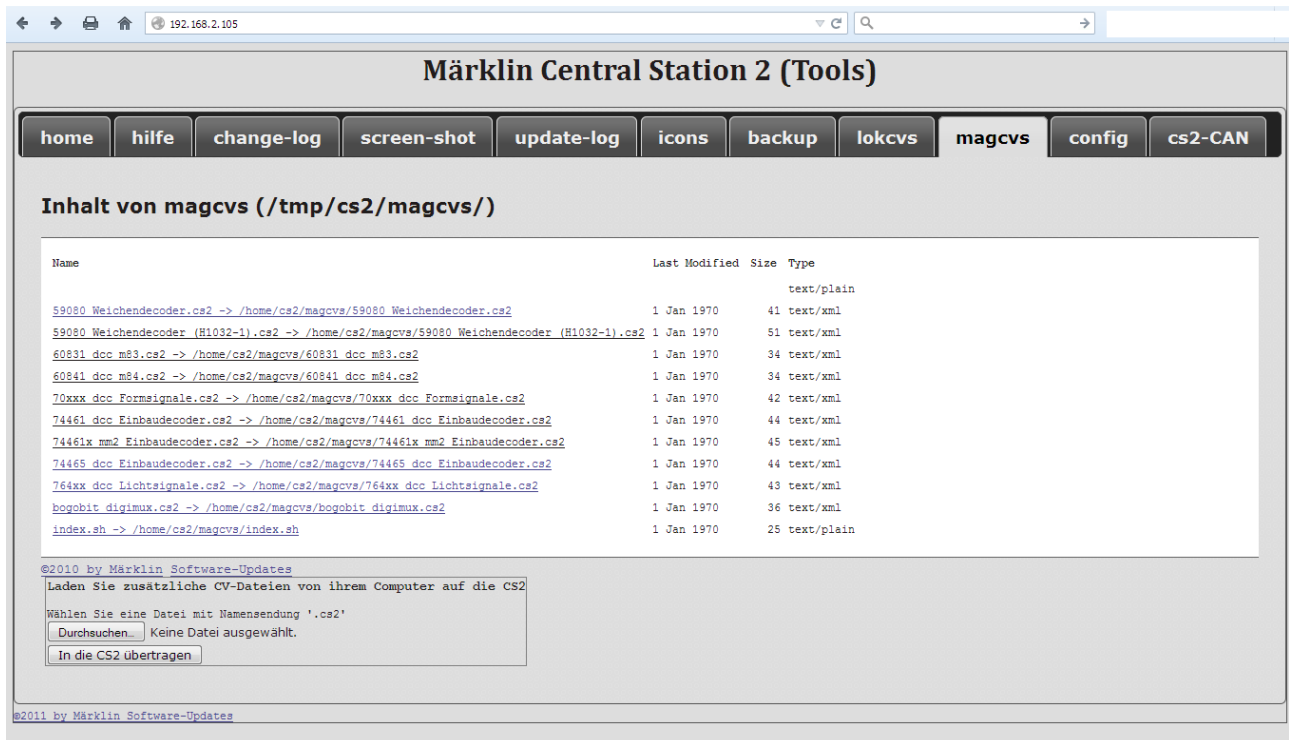 192.168.2.105
Märklin Central Station 2 (Tools)
home hilfe change-log screen-shot update-log icons backup lokcvs magcvs config cs2-CAN
Inhalt von magcvs (/tmp/cs2/magcvs/)
Name Last Modified Size Type
text/plain
59080 Weichendecoder.cs2 -> /home/cs2/magcvs/59080 Weichendecoder.cs2 1 Jan 1970 41 text/xml
59080 Weichendecoder (H1032-1).cs2 -> /home/cs2/magcvs/59080 Weichendecoder (H1032-1).cs2 1 Jan 1970 51 text/xml
60831 dcc m83.cs2 -> /home/cs2/magcvs/60831 dcc m83.cs2 1 Jan 1970 34 text/xml
60841 dcc m84.cs2 -> /home/cs2/magcvs/60841 dcc m84.cs2 1 Jan 1970 34 text/xml
70xxx dcc Formsignale.cs2 -> /home/cs2/magcvs/70xxx dcc Formsignale.cs2 1 Jan 1970 42 text/xml
74461 dcc Einbaudecoder.cs2 -> /home/cs2/magcvs/74461 dcc Einbaudecoder.cs2 1 Jan 1970 44 text/xml
74461x mm2 Einbaudecoder.cs2 -> /home/cs2/magcvs/74461x mm2 Einbaudecoder.cs2 1 Jan 1970 45 text/xml
74465 dcc Einbaudecoder.cs2 -> /home/cs2/magcvs/74465 dcc Einbaudecoder.cs2 1 Jan 1970 44 text/xml
764xx dcc Lichtsignale.cs2 -> /home/cs2/magcvs/764xx dcc Lichtsignale.cs2 1 Jan 1970 43 text/xml
bogobit digimux.cs2 -> /home/cs2/magcvs/bogobit digimux.cs2 1 Jan 1970 36 text/xml
index.sh -> /home/cs2/magcvs/index.sh 1 Jan 1970 25 text/plain
©2010 by Märklin Software-Updates
Laden Sie zusätzliche CV-Dateien von ihrem Computer auf die CS2
Wählen Sie eine Datei mit Namensendung '.cs2'
Durchsuchen... Keine Datei ausgewählt.
In die CS2 übertragen
©2011 by Märklin Software-Updates